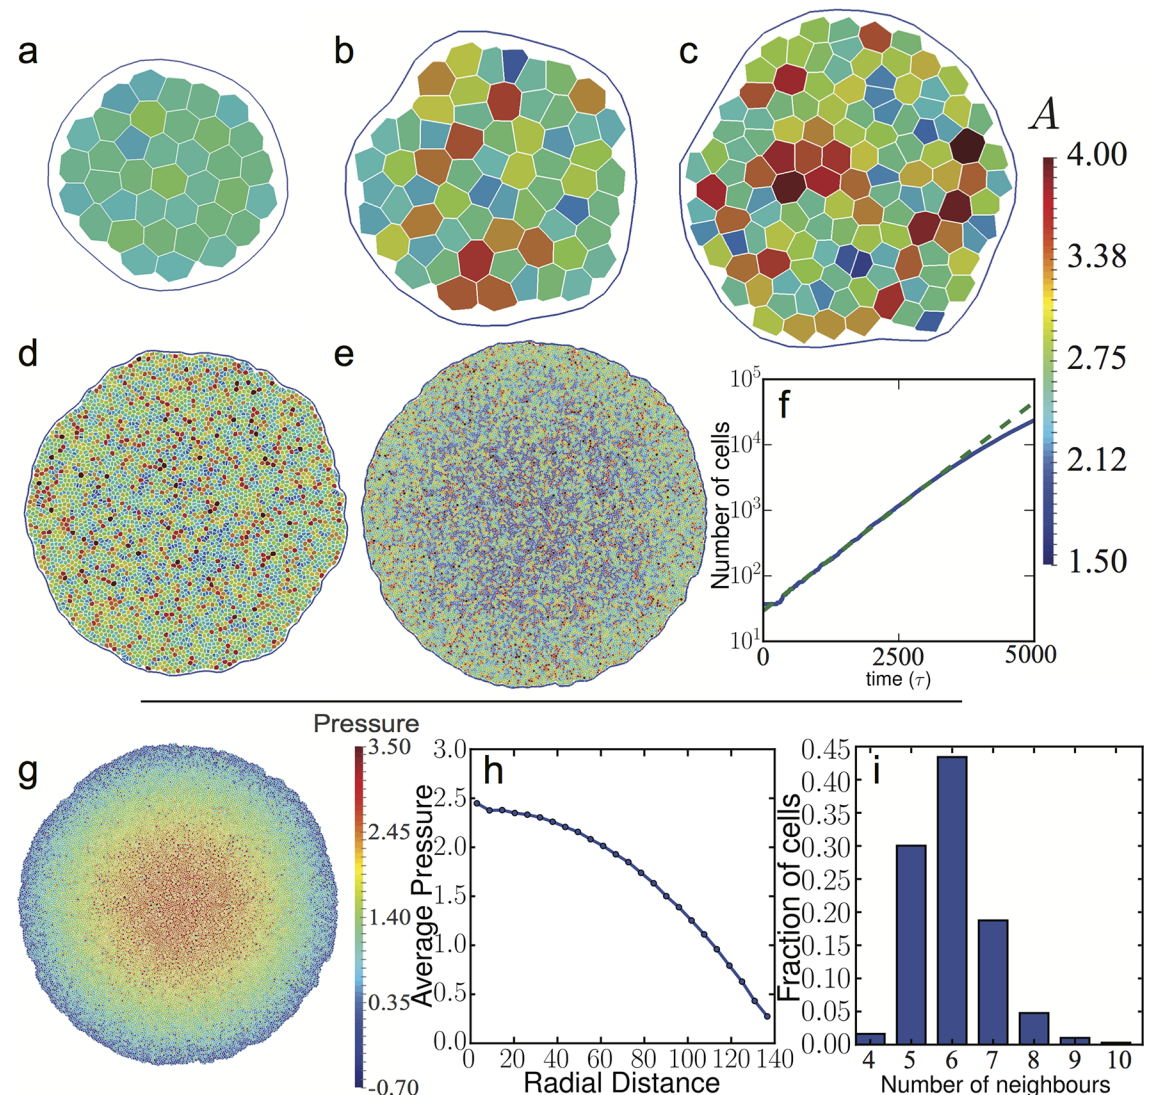 a
b
c
A
4.00
3.38
2.75
2.12
1.50
d
e
f
10^5
10^4
10^3
10^2
10^1
Number of cells
0 2500 5000
time (τ)
g
Pressure
3.50
2.45
1.40
0.35
-0.70
h
3.0
2.5
2.0
1.5
1.0
0.5
0.0
Average Pressure
0 20 40 60 80 100 120 140
Radial Distance
i
0.45
0.40
0.35
0.30
0.25
0.20
0.15
0.10
0.05
0.00
Fraction of cells
4 5 6 7 8 9 10
Number of neighbours